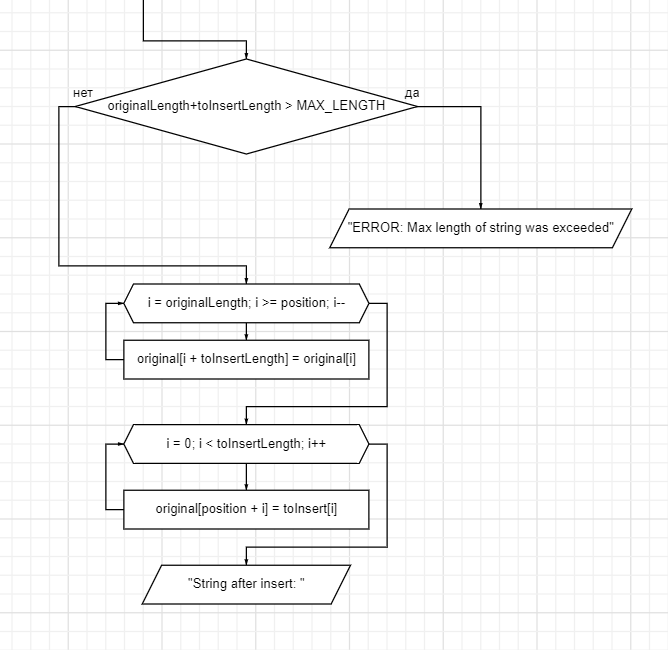 нет
да
originalLength+toInsertLength > MAX_LENGTH
"ERROR: Max length of string was exceeded"
i = originalLength; i >= position; i--
original[i + toInsertLength] = original[i]
i = 0; i < toInsertLength; i++
original[position + i] = toInsert[i]
"String after insert: "